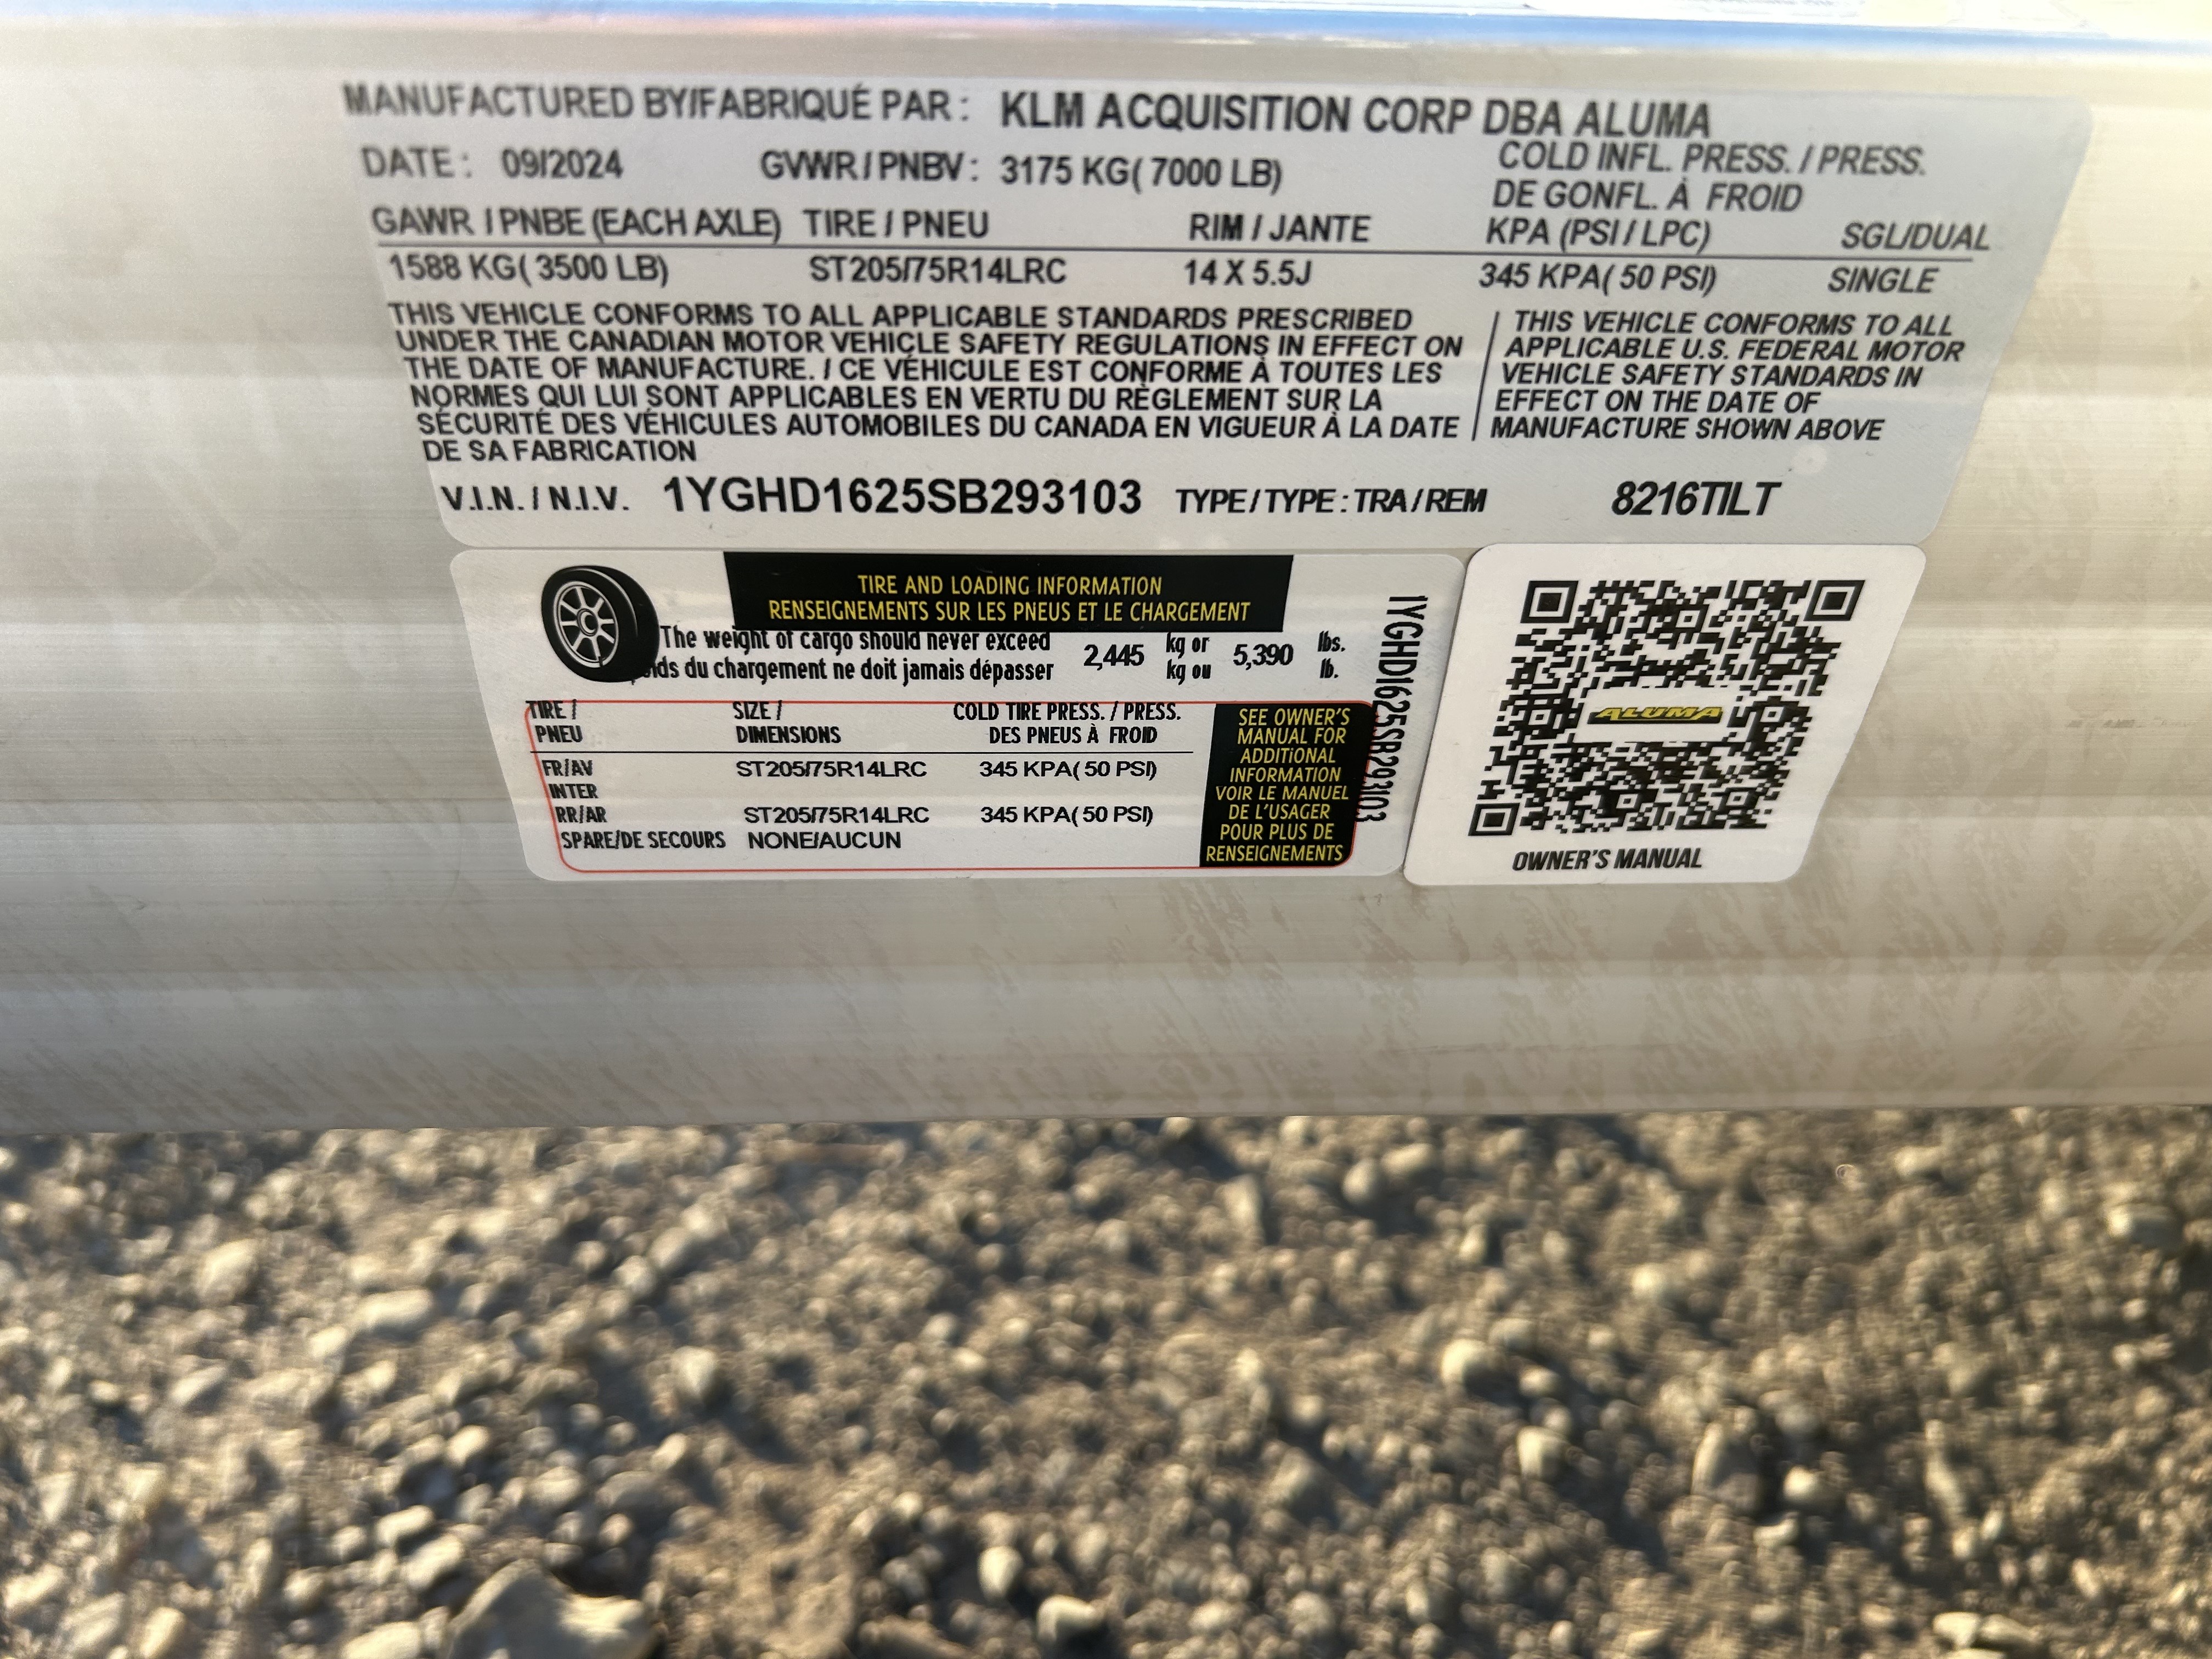 MANUFACTURED BY/FABRIQUÉ PAR : KLM ACQUISITION CORP DBA ALUMA
DATE : 09/2024 GVWR / PNBV : 3175 KG( 7000 LB) COLD INFL. PRESS. / PRESS.
DE GONFL. À FROID
GAWR / PNBE (EACH AXLE) TIRE / PNEU RIM / JANTE KPA (PSI / LPC) SGL/DUAL
1588 KG( 3500 LB) ST205/75R14LRC 14 X 5.5J 345 KPA( 50 PSI) SINGLE
THIS VEHICLE CONFORMS TO ALL APPLICABLE STANDARDS PRESCRIBED
UNDER THE CANADIAN MOTOR VEHICLE SAFETY REGULATIONS IN EFFECT ON
THE DATE OF MANUFACTURE. / CE VÉHICULE EST CONFORME À TOUTES LES
NORMES QUI LUI SONT APPLICABLES EN VERTU DU RÈGLEMENT SUR LA
SÉCURITÉ DES VÉHICULES AUTOMOBILES DU CANADA EN VIGUEUR À LA DATE
DE SA FABRICATION
THIS VEHICLE CONFORMS TO ALL
APPLICABLE U.S. FEDERAL MOTOR
VEHICLE SAFETY STANDARDS IN
EFFECT ON THE DATE OF
MANUFACTURE SHOWN ABOVE
V.I.N. / N.I.V. 1YGHD1625SB293103 TYPE / TYPE : TRA / REM 8216TILT
TIRE AND LOADING INFORMATION
RENSEIGNEMENTS SUR LES PNEUS ET LE CHARGEMENT
The weight of cargo should never exceed 2,445 kg or 5,390 lbs.
ds du chargement ne doit jamais dépasser kg ou lb.
TIRE / SIZE / COLD TIRE PRESS. / PRESS.
PNEU DIMENSIONS DES PNEUS À FROID
FR/AV ST205/75R14LRC 345 KPA( 50 PSI)
INTER
RR/AR ST205/75R14LRC 345 KPA( 50 PSI)
SPARE/DE SECOURS NONE/AUCUN
SEE OWNER'S
MANUAL FOR
ADDITIONAL
INFORMATION
VOIR LE MANUEL
DE L'USAGER
POUR PLUS DE
RENSEIGNEMENTS
1YGHD1625SB293103
ALUMA
OWNER'S MANUAL